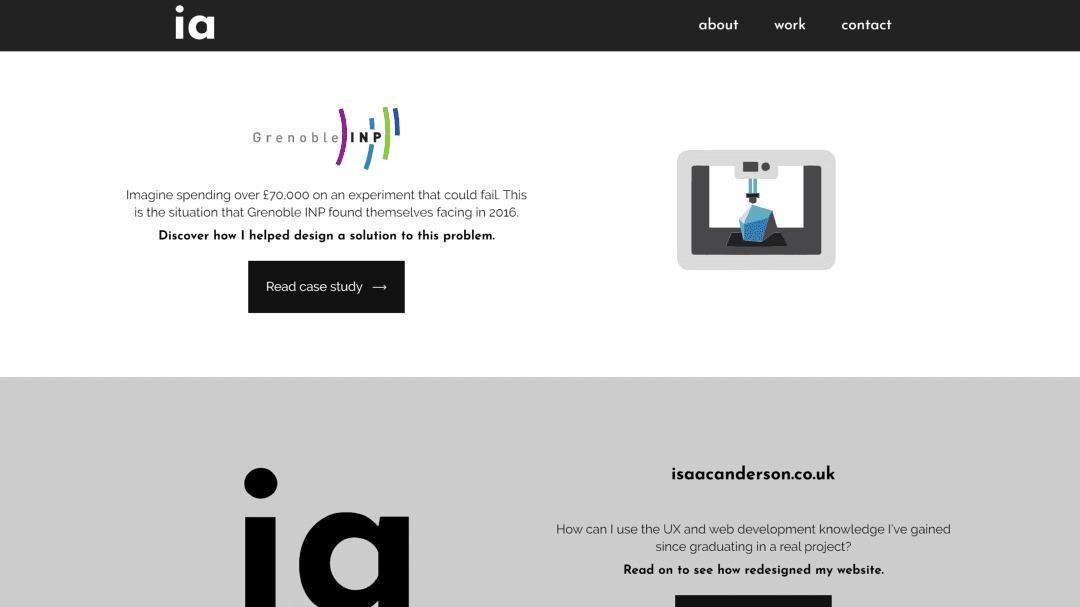 ia
about work contact
Grenoble INP
Imagine spending over £70,000 on an experiment that could fail. This
is the situation that Grenoble INP found themselves facing in 2016.
Discover how I helped design a solution to this problem.
Read case study →
ia
isaacanderson.co.uk
How can I use the UX and web development knowledge I've gained
since graduating in a real project?
Read on to see how redesigned my website.